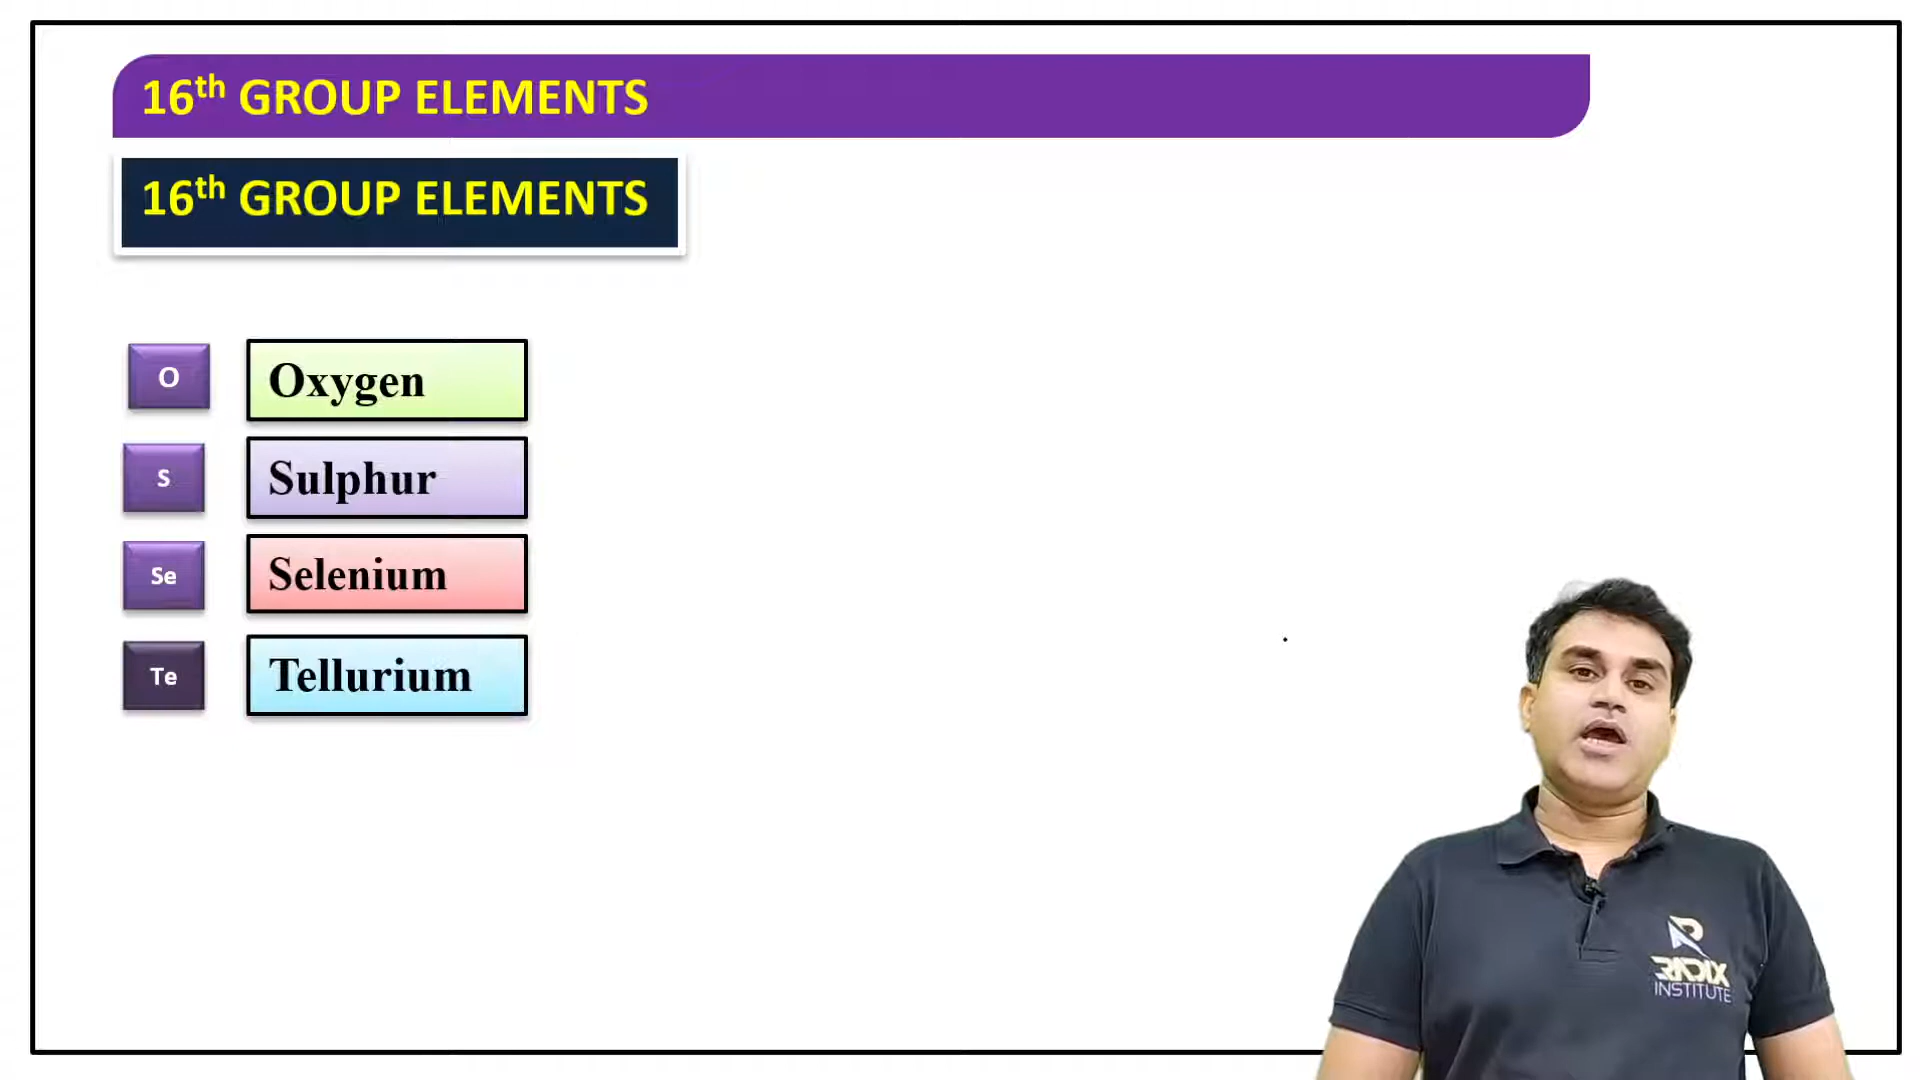 16th GROUP ELEMENTS
16th GROUP ELEMENTS
O Oxygen
S Sulphur
Se Selenium
Te Tellurium
RADIX
INSTITUTE